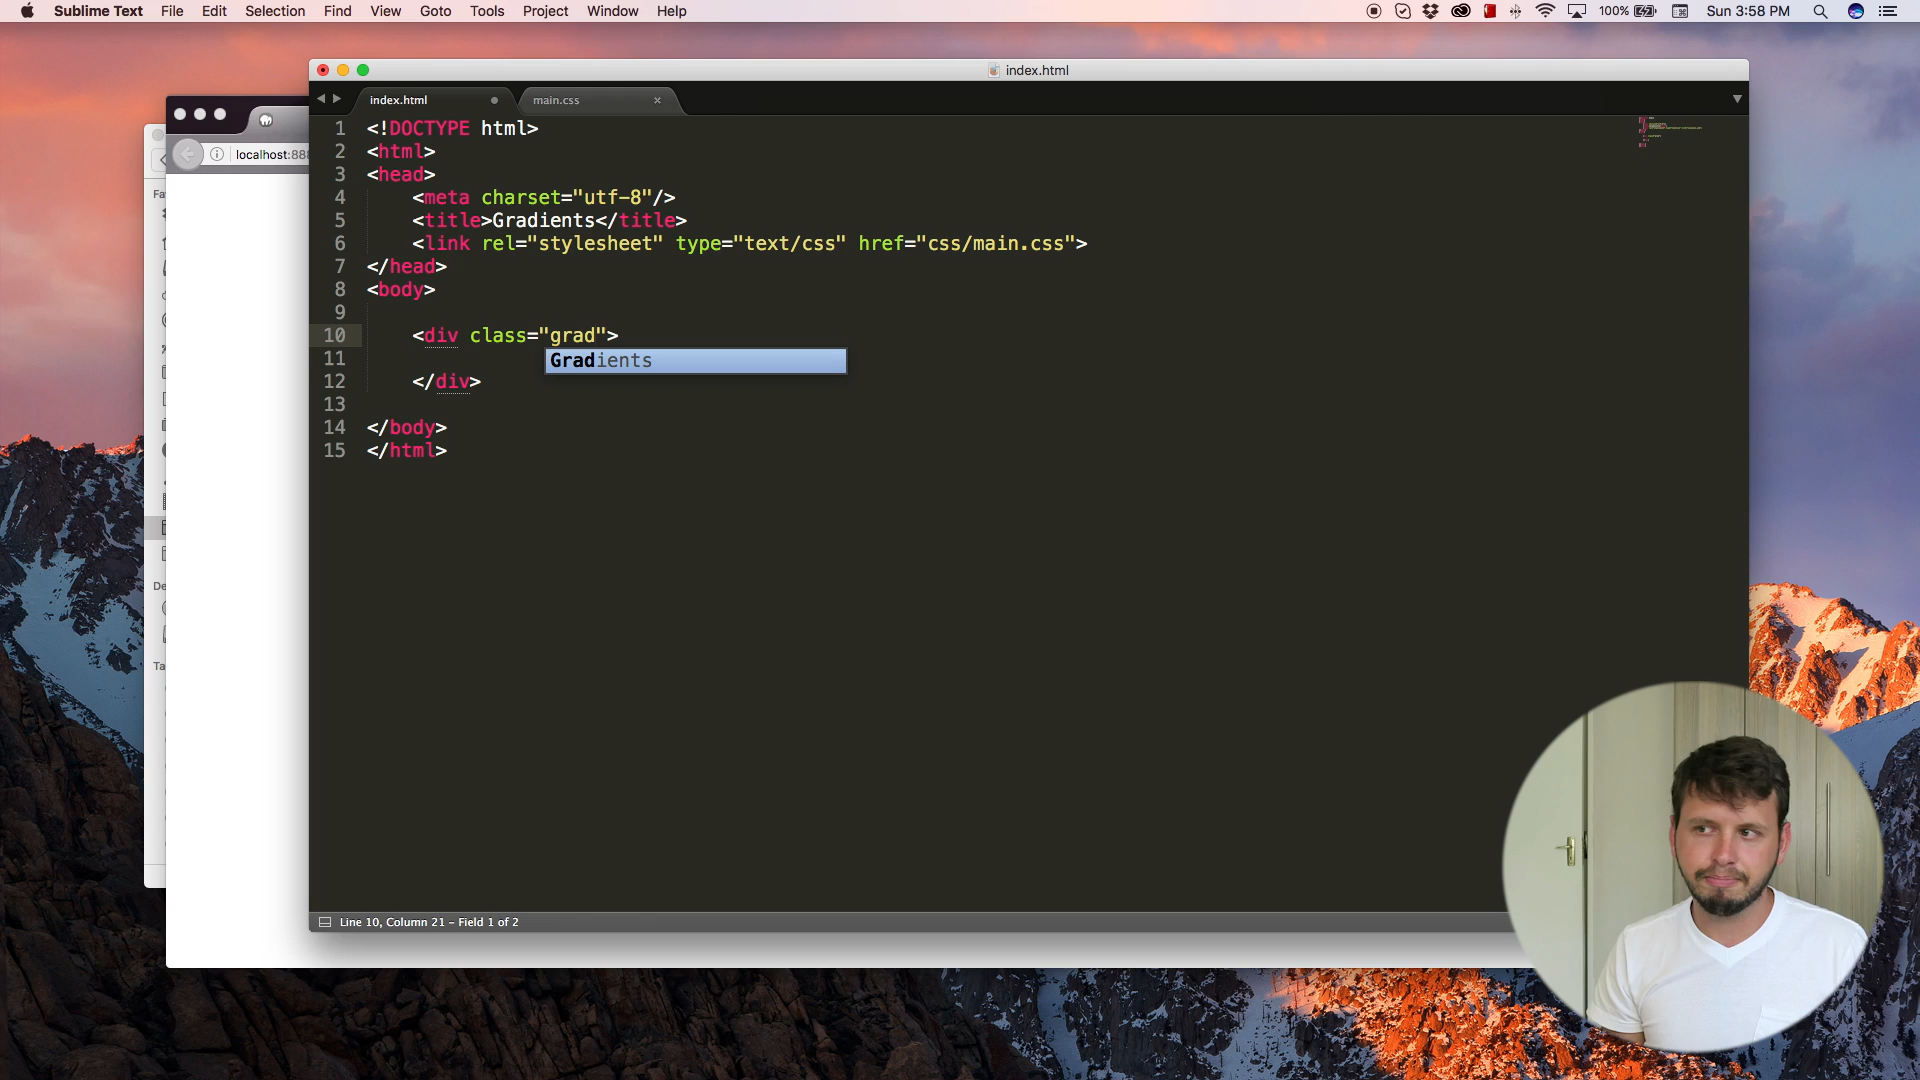 Sublime Text File Edit Selection Find View Goto Tools Project Window Help 100% Sun 3:58 PM
index.html
index.html main.css
localhost:888
1 <!DOCTYPE html>
2 <html>
3 <head>
4 <meta charset="utf-8"/>
5 <title>Gradients</title>
6 <link rel="stylesheet" type="text/css" href="css/main.css">
7 </head>
8 <body>
9
10 <div class="grad">
11
Gradients
12 </div>
13
14 </body>
15 </html>
Fa
De
Ta
Line 10, Column 21 – Field 1 of 2